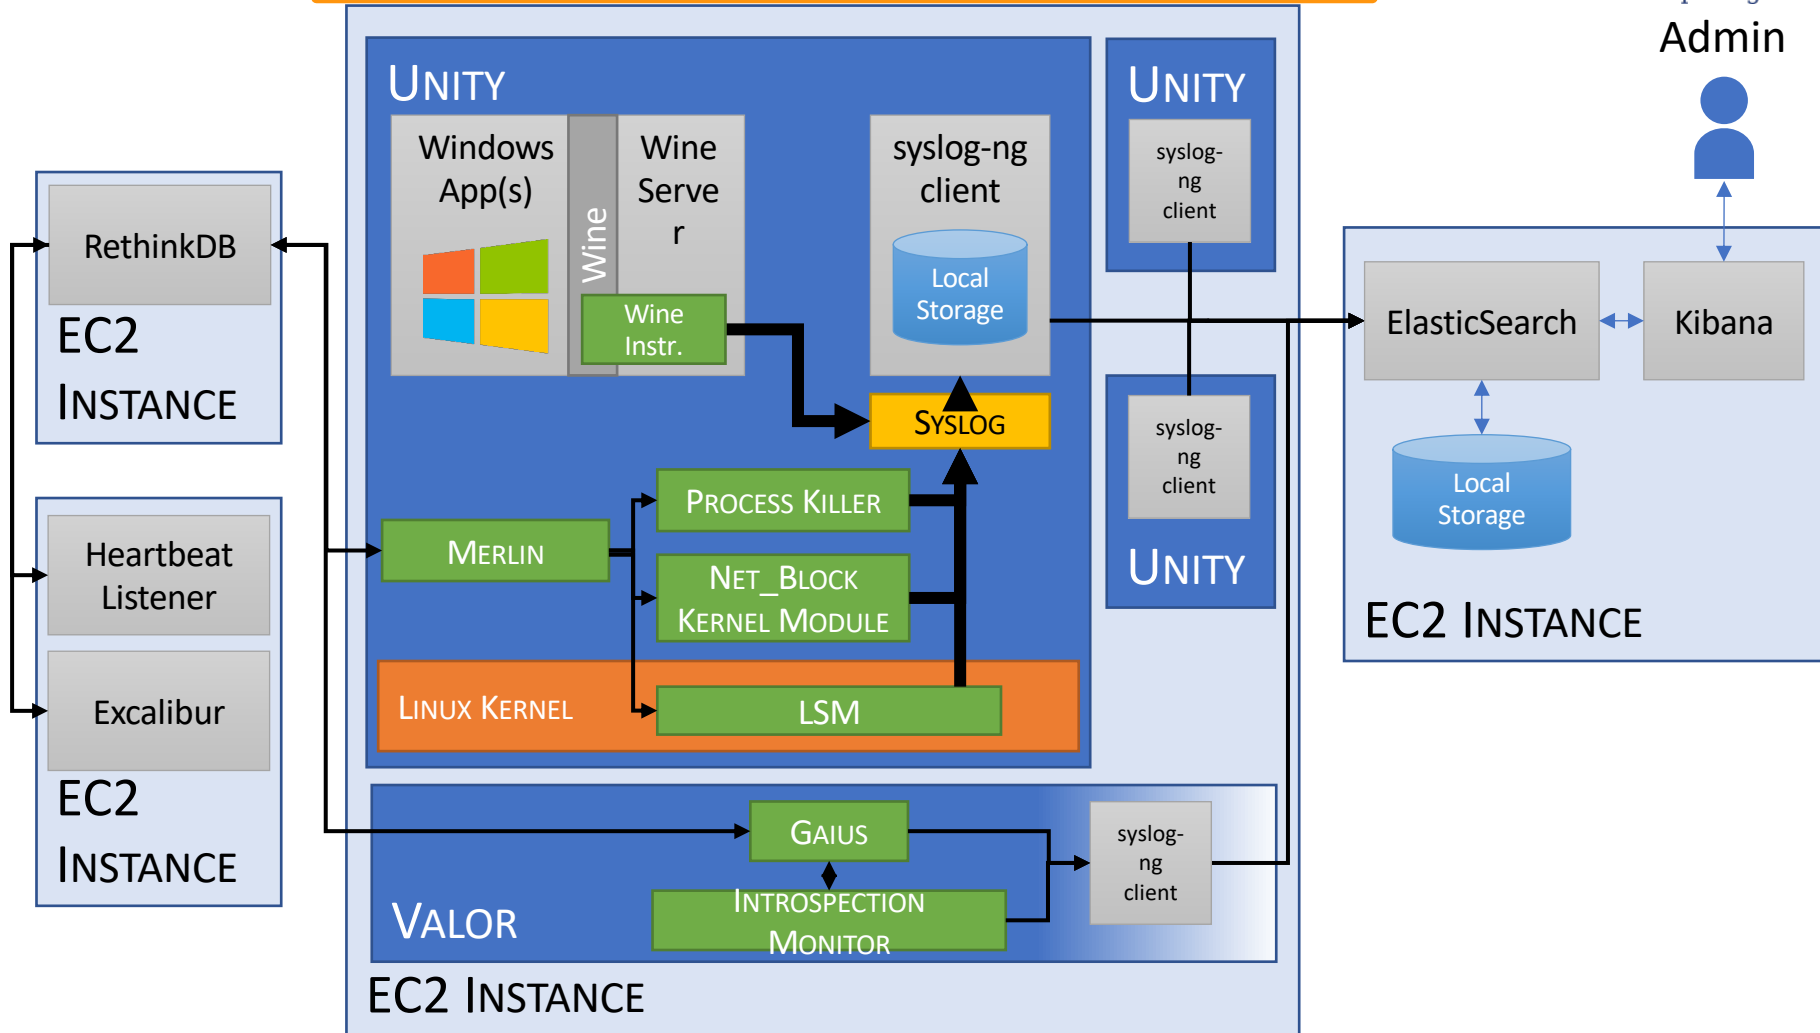 Admin
UNITY
Windows
App(s)
Wine
Wine
Serve
r
Wine
Instr.
syslog-ng
client
Local
Storage
SYSLOG
PROCESS KILLER
MERLIN
NET_BLOCK
KERNEL MODULE
LINUX KERNEL
LSM
UNITY
syslog-
ng
client
syslog-
ng
client
UNITY
RethinkDB
EC2
INSTANCE
Heartbeat
Listener
Excalibur
EC2
INSTANCE
GAIUS
INTROSPECTION
MONITOR
VALOR
syslog-
ng
client
EC2 INSTANCE
ElasticSearch
Kibana
Local
Storage
EC2 INSTANCE